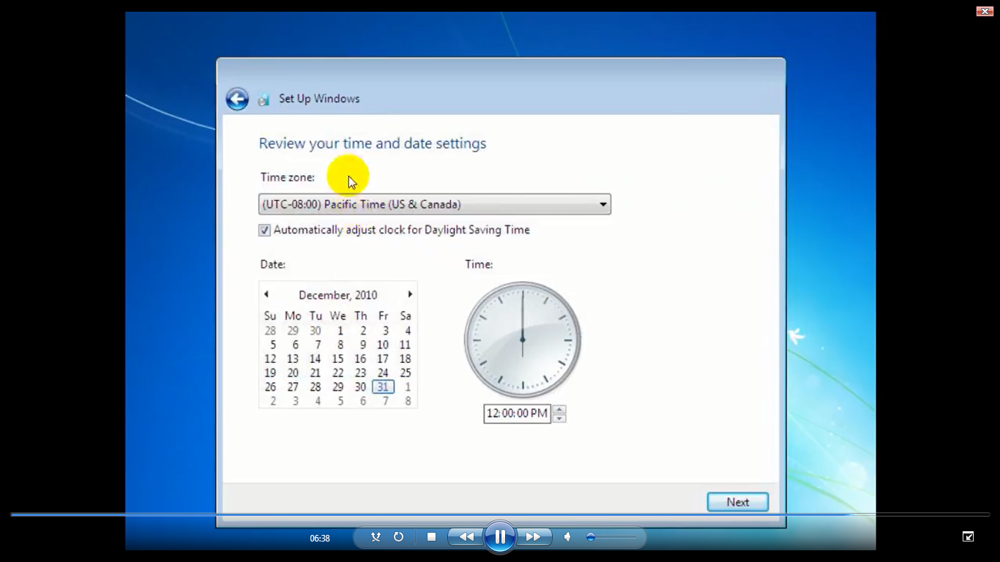 Set Up Windows
Review your time and date settings
Time zone:
(UTC-08:00) Pacific Time (US & Canada)
Automatically adjust clock for Daylight Saving Time
Date:
Time:
December, 2010
Su Mo Tu We Th Fr Sa
28 29 30 1 2 3 4
5 6 7 8 9 10 11
12 13 14 15 16 17 18
19 20 21 22 23 24 25
26 27 28 29 30 31 1
2 3 4 5 6 7 8
12:00:00 PM
Next
06:38